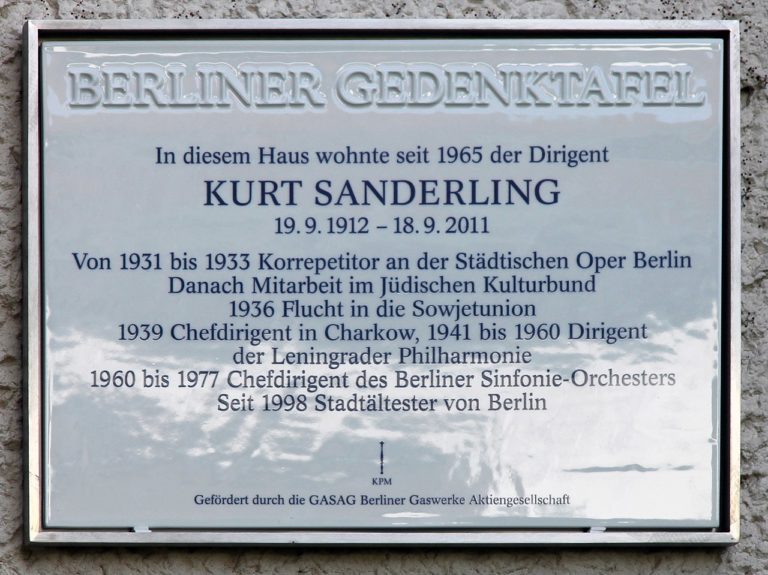 BERLINER GEDENKTAFEL
In diesem Haus wohnte seit 1965 der Dirigent
KURT SANDERLING
19. 9. 1912 – 18. 9. 2011
Von 1931 bis 1933 Korrepetitor an der Städtischen Oper Berlin
Danach Mitarbeit im Jüdischen Kulturbund
1936 Flucht in die Sowjetunion
1939 Chefdirigent in Charkow, 1941 bis 1960 Dirigent
der Leningrader Philharmonie
1960 bis 1977 Chefdirigent des Berliner Sinfonie-Orchesters
Seit 1998 Stadtältester von Berlin
KPM
Gefördert durch die GASAG Berliner Gaswerke Aktiengesellschaft